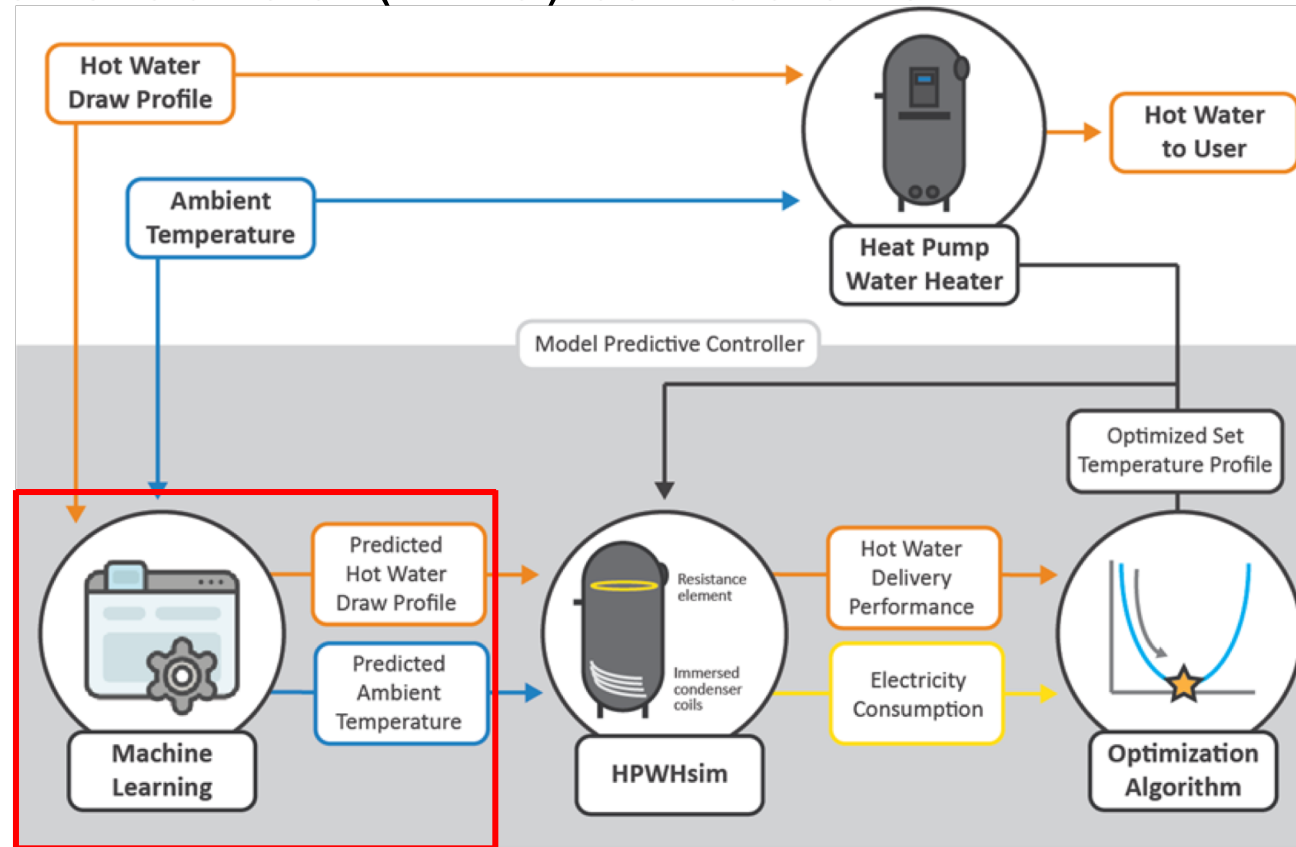 Hot Water
Draw Profile
Hot Water
to User
Ambient
Temperature
Heat Pump
Water Heater
Model Predictive Controller
Optimized Set
Temperature Profile
Predicted
Hot Water
Draw Profile
Resistance
element
Hot Water
Delivery
Performance
Predicted
Ambient
Temperature
Immersed
condenser
coils
Electricity
Consumption
Machine
Learning
HPWHsim
Optimization
Algorithm